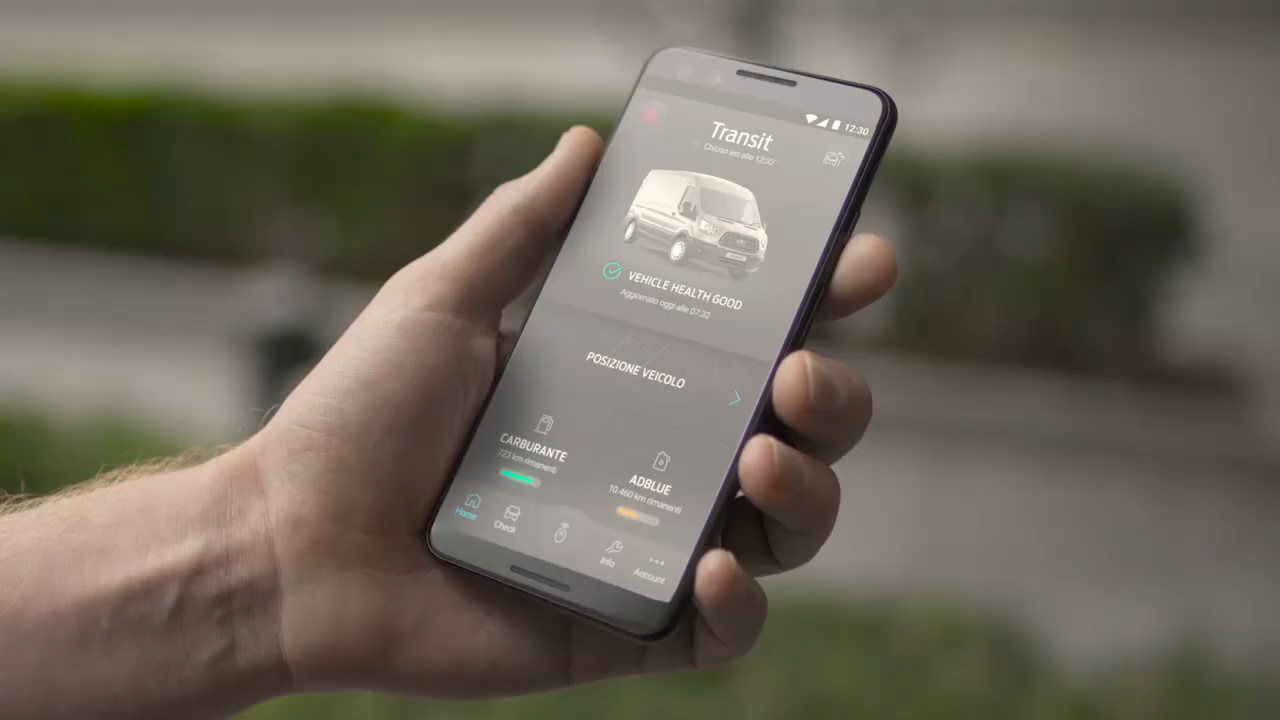 12:30
Transit
Chiuso ieri alle 12:32
VEHICLE HEALTH GOOD
Aggiornato oggi alle 07:32
POSIZIONE VEICOLO
CARBURANTE
723 km rimanenti
ADBLUE
10.460 km rimanenti
Home
Check
Info
Account